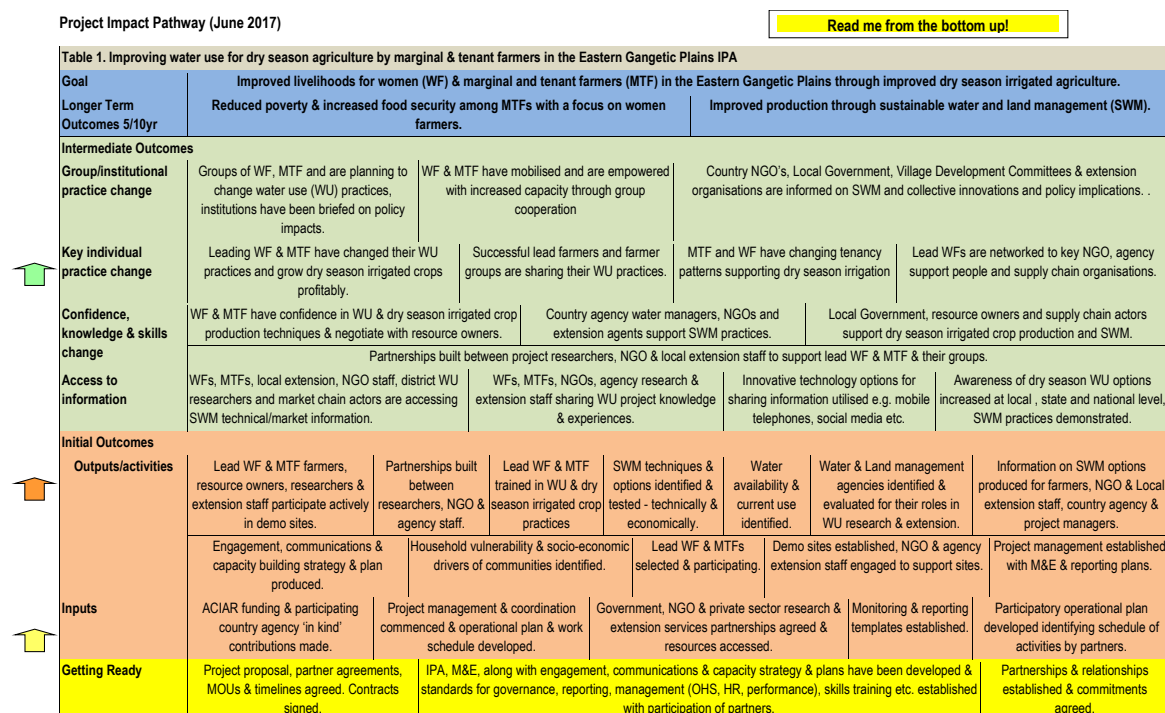 Project Impact Pathway (June 2017)
Read me from the bottom up!
Table 1. Improving water use for dry season agriculture by marginal & tenant farmers in the Eastern Gangetic Plains IPA
Goal
Improved livelihoods for women (WF) & marginal and tenant farmers (MTF) in the Eastern Gangetic Plains through improved dry season irrigated agriculture.
Longer Term
Outcomes 5/10yr
Reduced poverty & increased food security among MTFs with a focus on women
farmers.
Improved production through sustainable water and land management (SWM).
Intermediate Outcomes
Group/institutional
practice change
Groups of WF, MTF and are planning to
change water use (WU) practices,
institutions have been briefed on policy
impacts.
WF & MTF have mobilised and are empowered
with increased capacity through group
cooperation
Country NGO's, Local Government, Village Development Committees & extension
organisations are informed on SWM and collective innovations and policy implications. .
Key individual
practice change
Leading WF & MTF have changed their WU
practices and grow dry season irrigated crops
profitably.
Successful lead farmers and farmer
groups are sharing their WU practices.
MTF and WF have changing tenancy
patterns supporting dry season irrigation
Lead WFs are networked to key NGO, agency
support people and supply chain organisations.
Confidence,
knowledge & skills
change
WF & MTF have confidence in WU & dry season irrigated crop
production techniques & negotiate with resource owners.
Country agency water managers, NGOs and
extension agents support SWM practices.
Local Government, resource owners and supply chain actors
support dry season irrigated crop production and SWM.
Partnerships built between project researchers, NGO & local extension staff to support lead WF & MTF & their groups.
Access to
information
WFs, MTFs, local extension, NGO staff, district WU
researchers and market chain actors are accessing
SWM technical/market information.
WFs, MTFs, NGOs, agency research &
extension staff sharing WU project knowledge
& experiences.
Innovative technology options for
sharing information utilised e.g. mobile
telephones, social media etc.
Awareness of dry season WU options
increased at local , state and national level,
SWM practices demonstrated.
Initial Outcomes
Outputs/activities
Lead WF & MTF farmers,
resource owners, researchers &
extension staff participate actively
in demo sites.
Partnerships built
between
researchers, NGO &
agency staff.
Lead WF & MTF
trained in WU & dry
season irrigated crop
practices
SWM techniques &
options identified &
tested - technically &
economically.
Water
availability &
current use
identified.
Water & Land management
agencies identified &
evaluated for their roles in
WU research & extension.
Information on SWM options
produced for farmers, NGO & Local
extension staff, country agency &
project managers.
Engagement, communications &
capacity building strategy & plan
produced.
Household vulnerability & socio-economic
drivers of communities identified.
Lead WF & MTFs
selected & participating.
Demo sites established, NGO & agency
extension staff engaged to support sites.
Project management established
with M&E & reporting plans.
Inputs
ACIAR funding & participating
country agency 'in kind'
contributions made.
Project management & coordination
commenced & operational plan & work
schedule developed.
Government, NGO & private sector research &
extension services partnerships agreed &
resources accessed.
Monitoring & reporting
templates established.
Participatory operational plan
developed identifying schedule of
activities by partners.
Getting Ready
Project proposal, partner agreements,
MOUs & timelines agreed. Contracts
signed.
IPA, M&E, along with engagement, communications & capacity strategy & plans have been developed &
standards for governance, reporting, management (OHS, HR, performance), skills training etc. established
with participation of partners.
Partnerships & relationships
established & commitments
agreed.